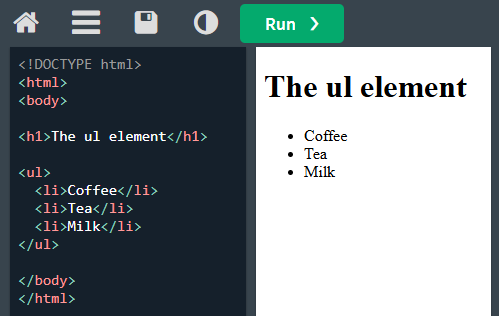 Run ❯
<!DOCTYPE html>
<html>
<body>
<h1>The ul element</h1>
<ul>
  <li>Coffee</li>
  <li>Tea</li>
  <li>Milk</li>
</ul>
</body>
</html>
The ul element
• Coffee
• Tea
• Milk